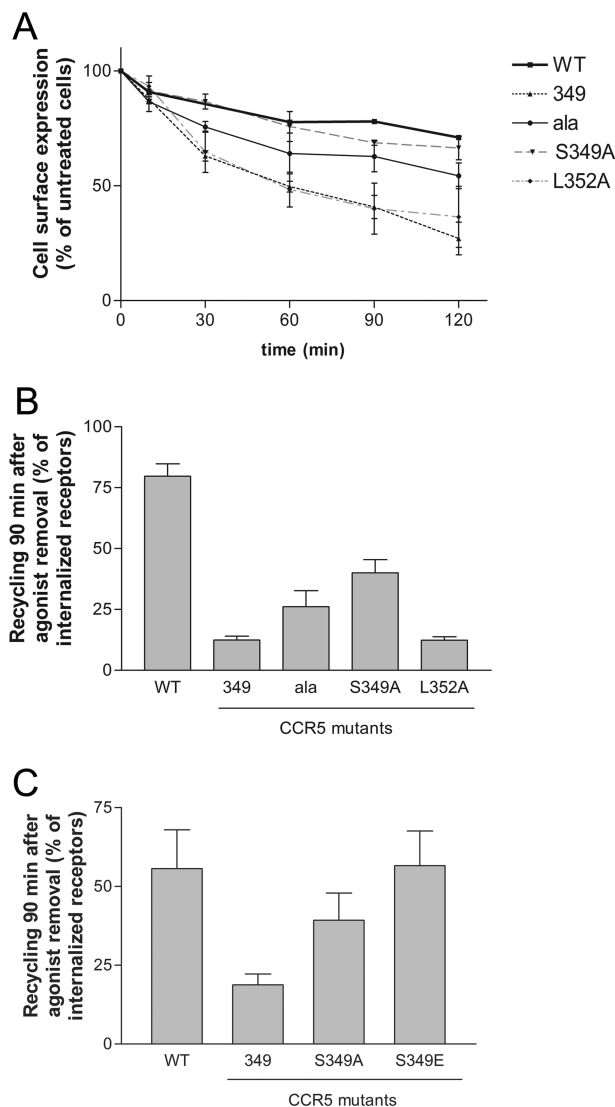 A
Cell surface expression
(% of untreated cells)
100
50
0
0 30 60 90 120
time (min)
WT
349
ala
S349A
L352A
B
Recycling 90 min after
agonist removal (% of
internalized receptors)
100
75
50
25
0
WT 349 ala S349A L352A
CCR5 mutants
C
Recycling 90 min after
agonist removal (% of
internalized receptors)
75
50
25
0
WT 349 S349A S349E
CCR5 mutants